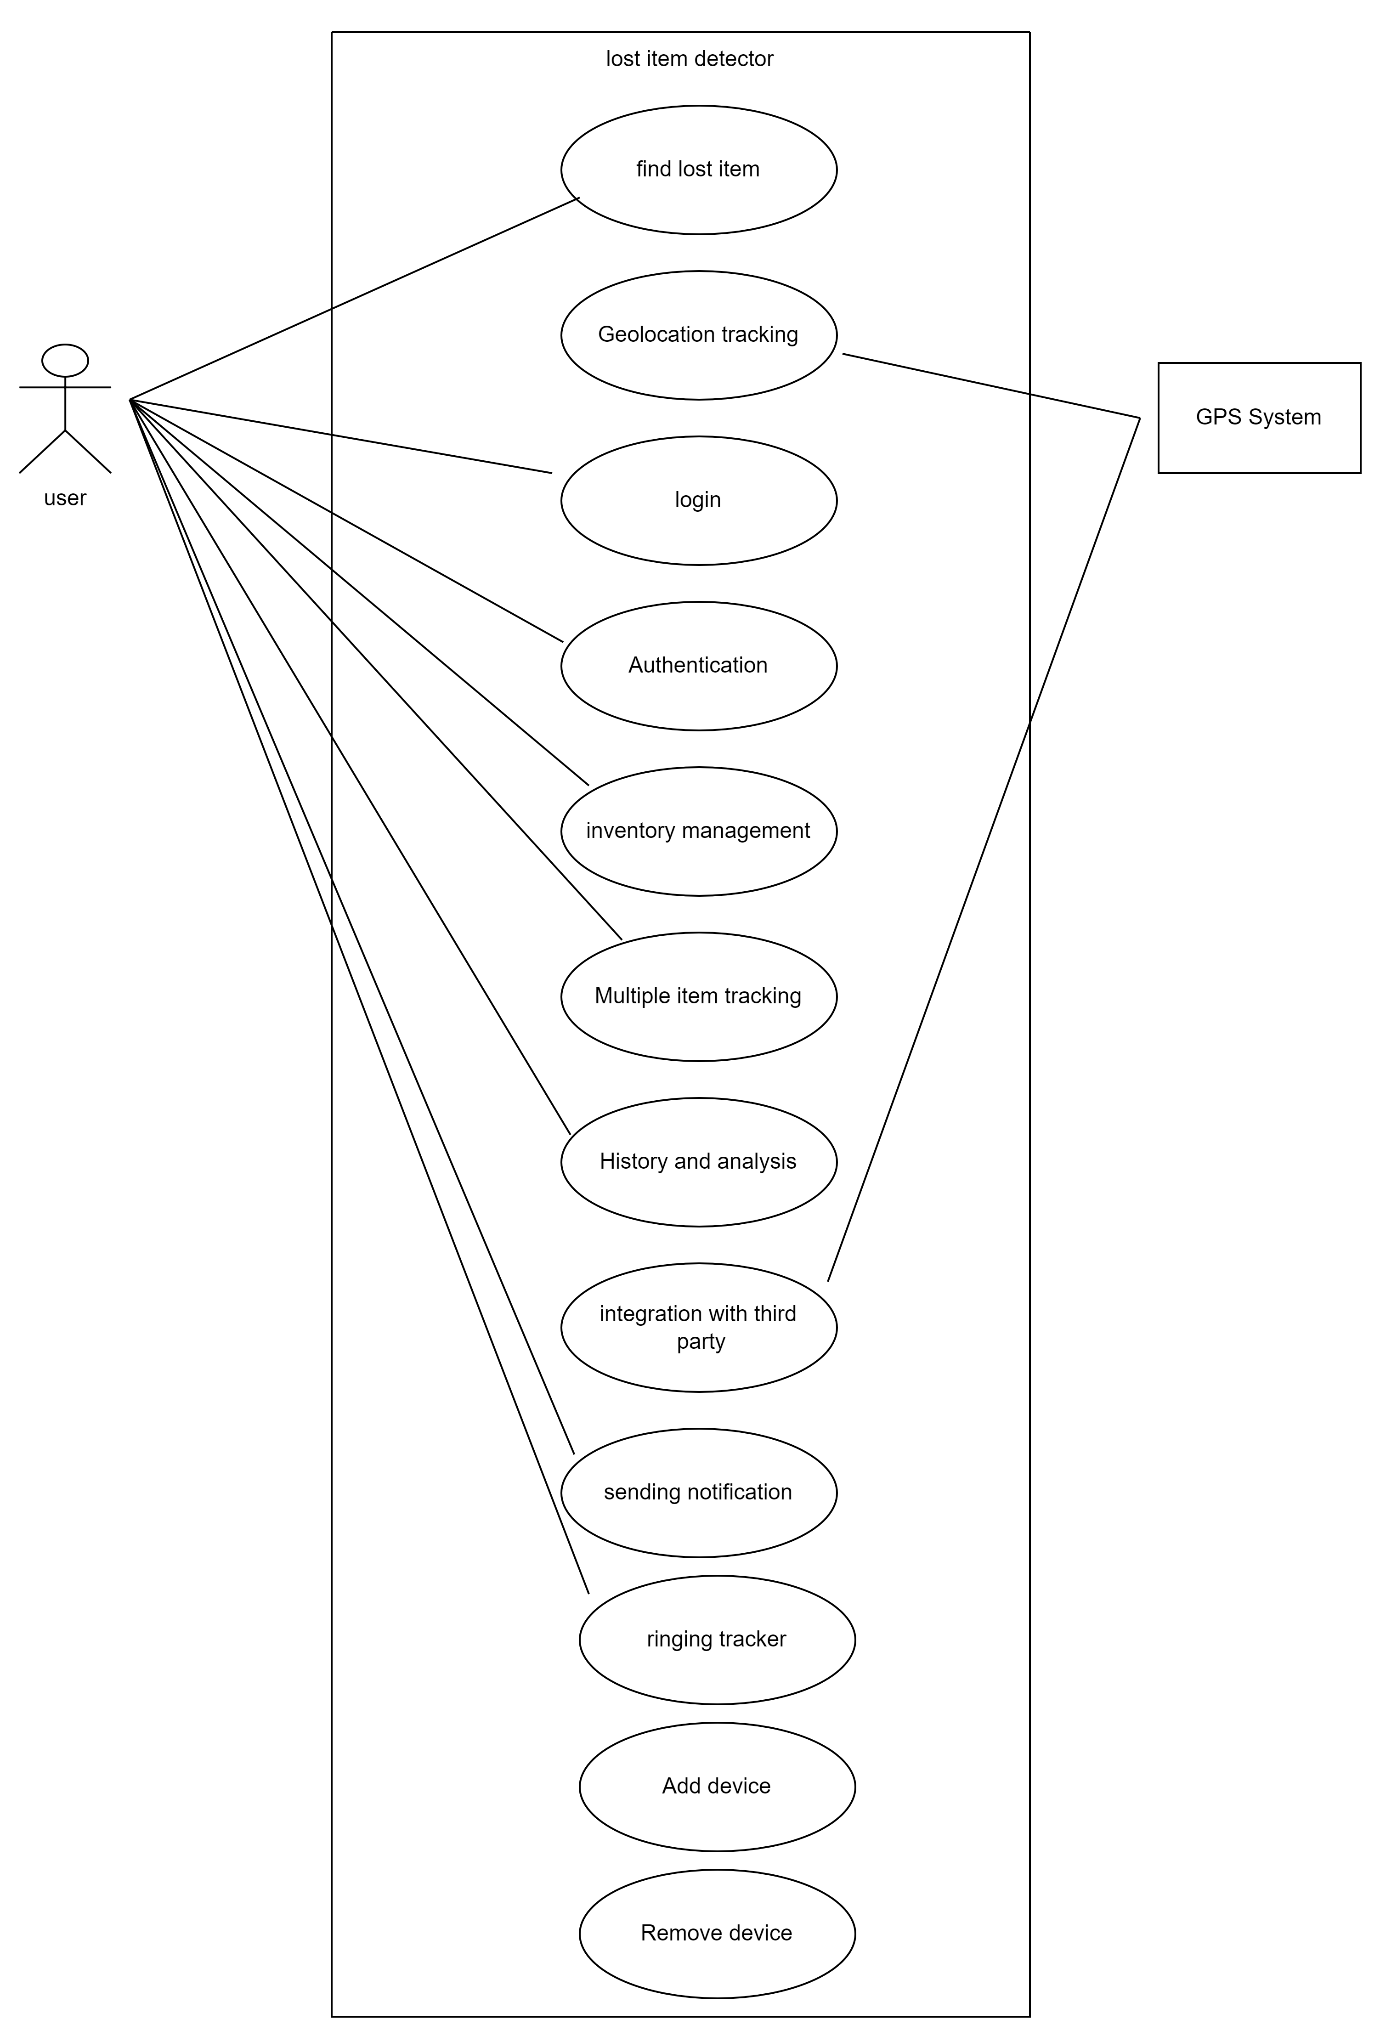 lost item detector
find lost item
Geolocation tracking
GPS System
user
login
Authentication
inventory management
Multiple item tracking
History and analysis
integration with third
party
sending notification
ringing tracker
Add device
Remove device